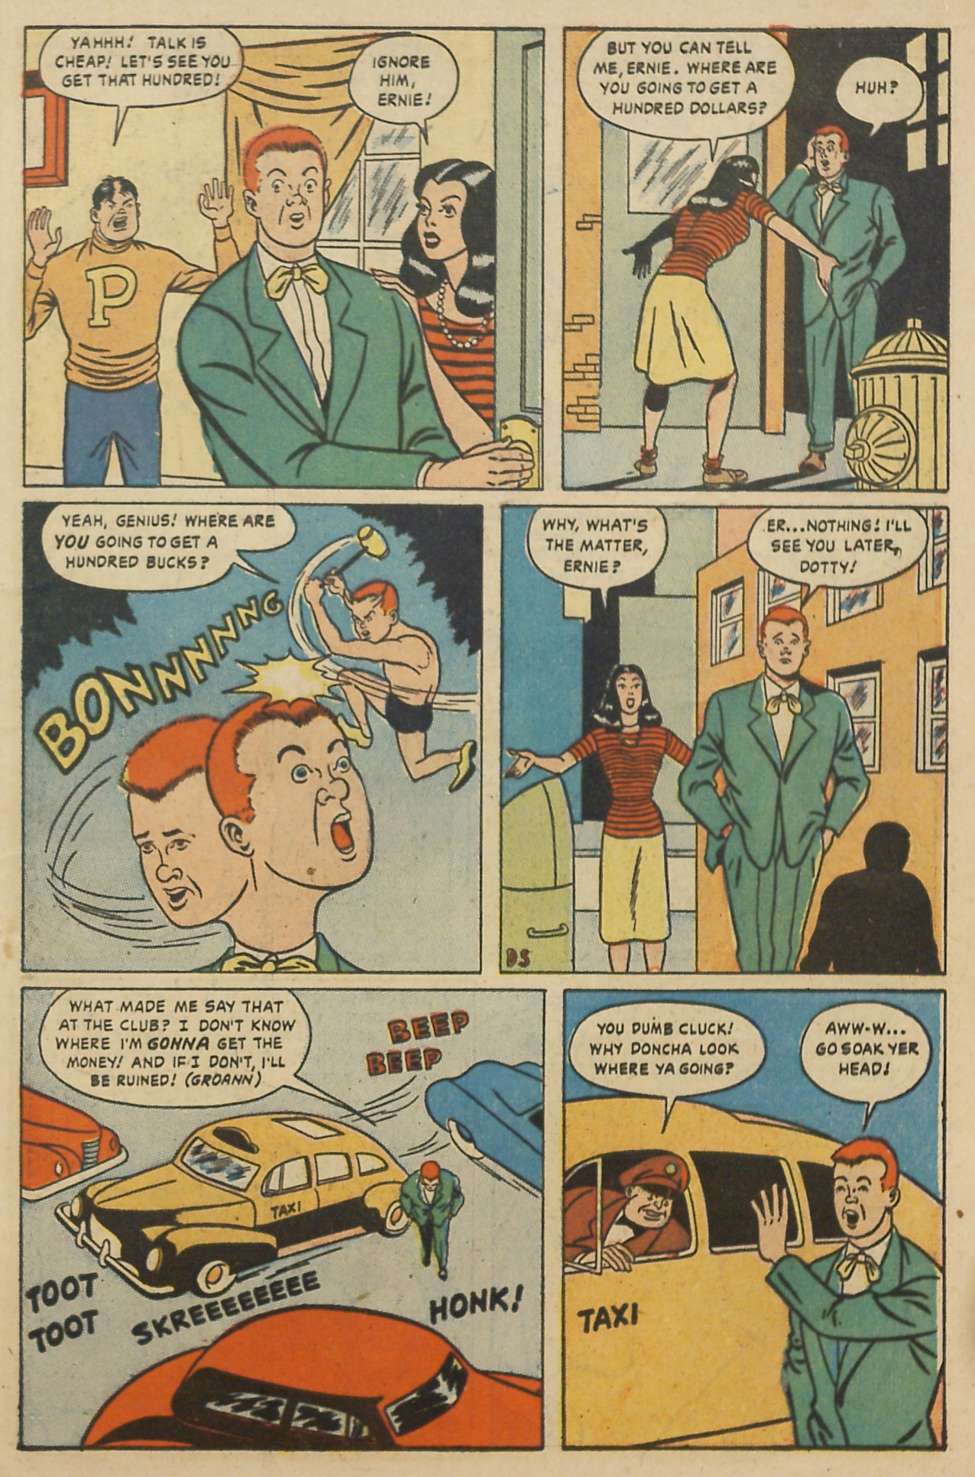 YAHHH! TALK IS
CHEAP! LET'S SEE YOU
GET THAT HUNDRED!
IGNORE
HIM,
ERNIE!
P
BUT YOU CAN TELL
ME, ERNIE. WHERE ARE
YOU GOING TO GET A
HUNDRED DOLLARS?
HUH?
YEAH, GENIUS! WHERE ARE
YOU GOING TO GET A
HUNDRED BUCKS?
BONNNNNNG
WHY, WHAT'S
THE MATTER,
ERNIE?
ER...NOTHING! I'LL
SEE YOU LATER,
DOTTY!
DS
WHAT MADE ME SAY THAT
AT THE CLUB? I DON'T KNOW
WHERE I'M GONNA GET THE
MONEY! AND IF I DON'T, I'LL
BE RUINED! (GROANN)
BEEP
BEEP
TAXI
TOOT
TOOT
SKREEEEEEEE
HONK!
YOU DUMB CLUCK!
WHY DONCHA LOOK
WHERE YA GOING?
AWW-W...
GO SOAK YER
HEAD!
TAXI